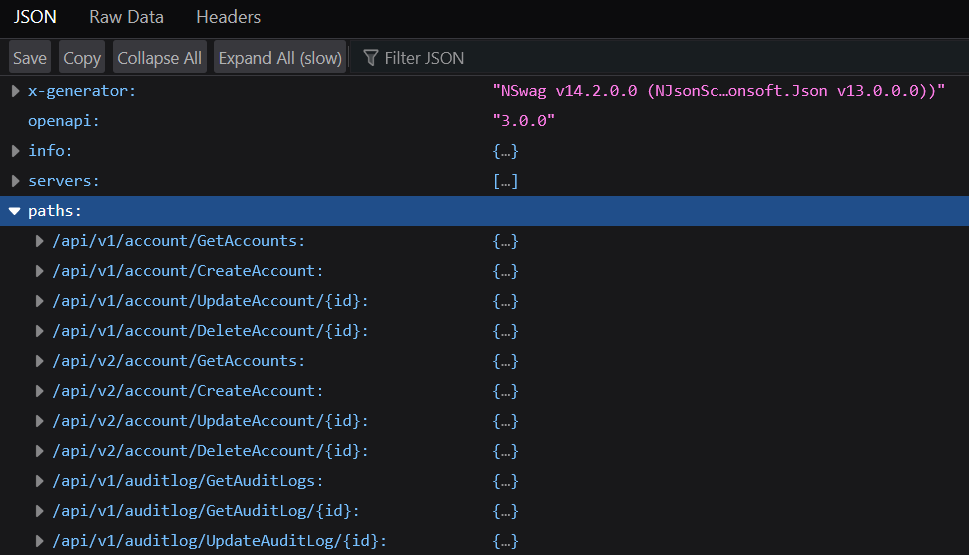 JSON Raw Data Headers
Save Copy Collapse All Expand All (slow) Filter JSON
x-generator: "NSwag v14.2.0.0 (NJsonSc…onsoft.Json v13.0.0.0))"
openapi: "3.0.0"
info: {…}
servers: […]
paths:
/api/v1/account/GetAccounts: {…}
/api/v1/account/CreateAccount: {…}
/api/v1/account/UpdateAccount/{id}: {…}
/api/v1/account/DeleteAccount/{id}: {…}
/api/v2/account/GetAccounts: {…}
/api/v2/account/CreateAccount: {…}
/api/v2/account/UpdateAccount/{id}: {…}
/api/v2/account/DeleteAccount/{id}: {…}
/api/v1/auditlog/GetAuditLogs: {…}
/api/v1/auditlog/GetAuditLog/{id}: {…}
/api/v1/auditlog/UpdateAuditLog/{id}: {…}